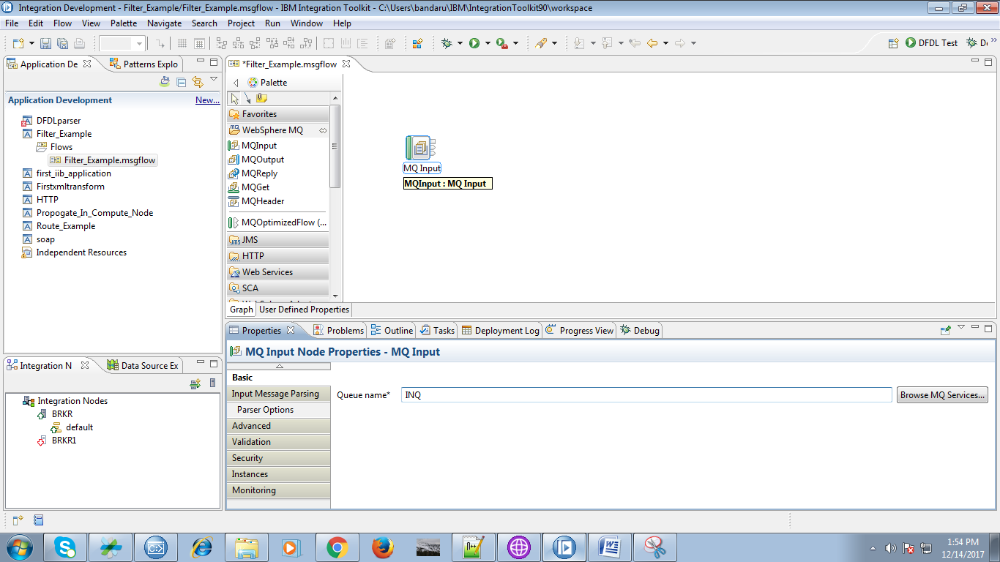 Integration Development - Filter_Example/Filter_Example.msgflow - IBM Integration Toolkit - C:\Users\bandaru\IBM\IntegrationToolkit90\workspace
File Edit Flow View Palette Navigate Search Project Run Window Help
DFDL Test
Application De
Patterns Explo
Application Development
New...
DFDLparser
Filter_Example
Flows
Filter_Example.msgflow
first_iib_application
Firstxmltransform
HTTP
Propogate_In_Compute_Node
Route_Example
soap
Independent Resources
Integration N
Data Source Ex
Integration Nodes
BRKR
default
BRKR1
*Filter_Example.msgflow
Palette
Favorites
WebSphere MQ
MQInput
MQOutput
MQReply
MQGet
MQHeader
MQOptimizedFlow (...
JMS
HTTP
Web Services
SCA
MQ Input
MQInput : MQ Input
Graph
User Defined Properties
Properties
Problems
Outline
Tasks
Deployment Log
Progress View
Debug
MQ Input Node Properties - MQ Input
Basic
Input Message Parsing
Parser Options
Advanced
Validation
Security
Instances
Monitoring
Queue name*
INQ
Browse MQ Services...
1:54 PM
12/14/2017